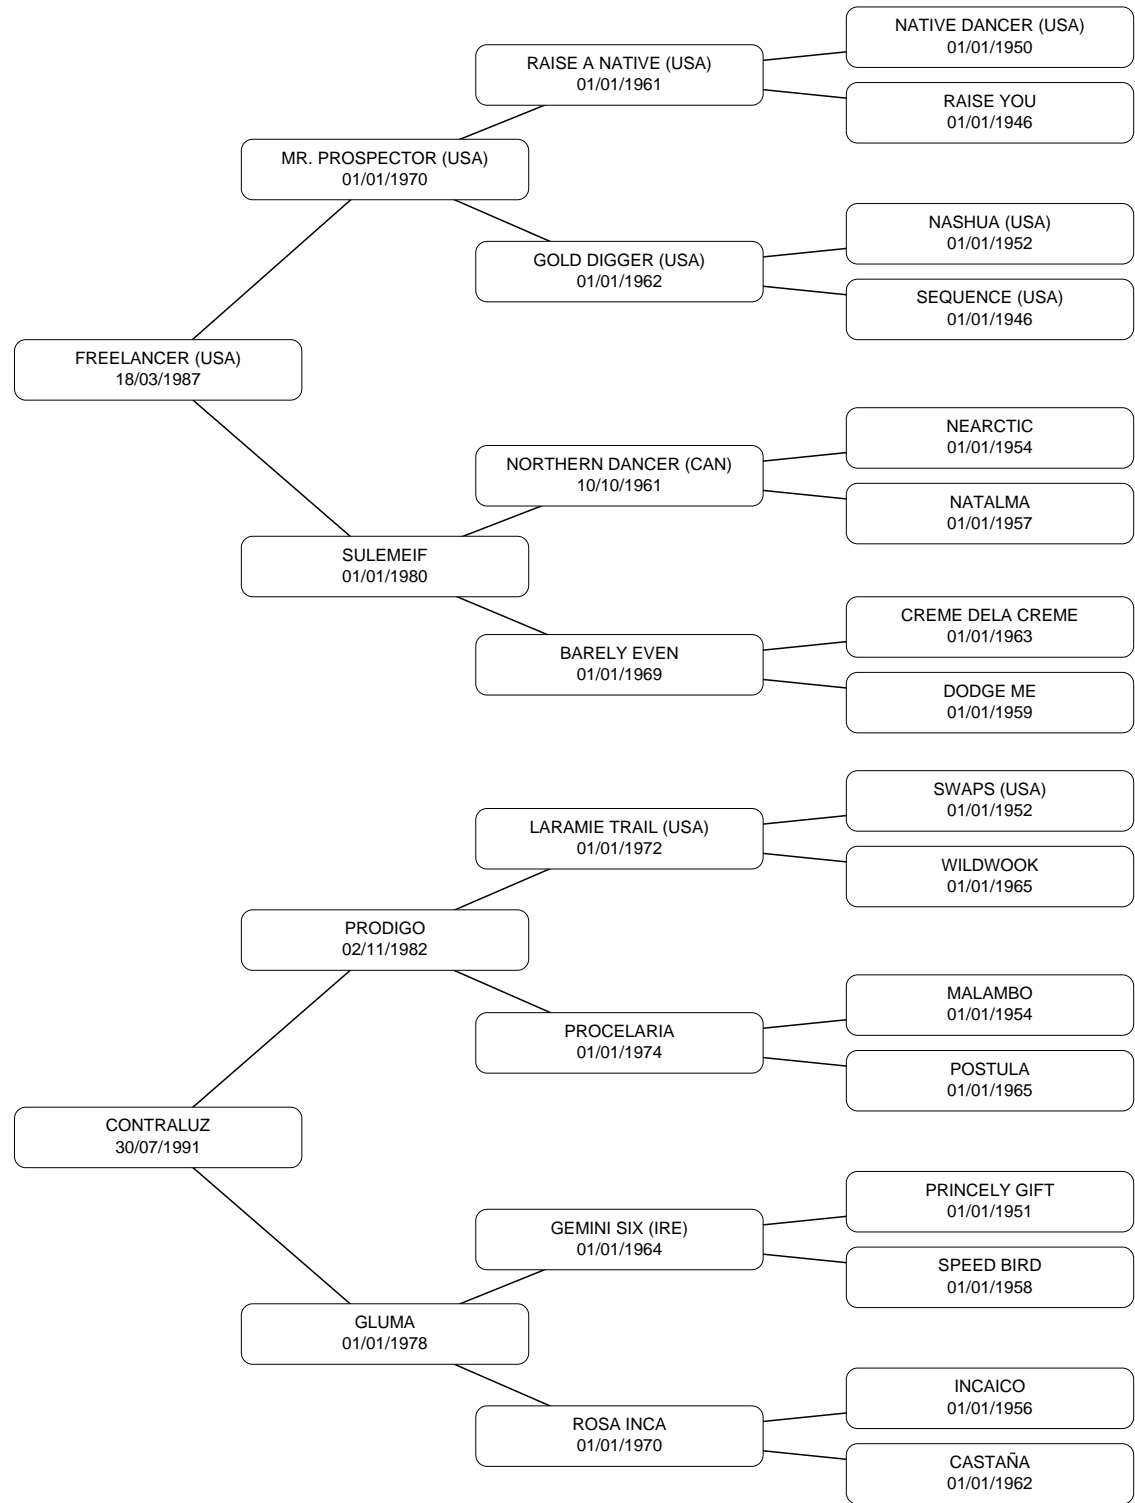 NATIVE DANCER (USA)
01/01/1950
RAISE A NATIVE (USA)
01/01/1961
RAISE YOU
01/01/1946
MR. PROSPECTOR (USA)
01/01/1970
NASHUA (USA)
01/01/1952
GOLD DIGGER (USA)
01/01/1962
SEQUENCE (USA)
01/01/1946
FREELANCER (USA)
18/03/1987
NEARCTIC
01/01/1954
NORTHERN DANCER (CAN)
10/10/1961
NATALMA
01/01/1957
SULEMEIF
01/01/1980
CREME DELA CREME
01/01/1963
BARELY EVEN
01/01/1969
DODGE ME
01/01/1959
SWAPS (USA)
01/01/1952
LARAMIE TRAIL (USA)
01/01/1972
WILDWOOK
01/01/1965
PRODIGO
02/11/1982
MALAMBO
01/01/1954
PROCELARIA
01/01/1974
POSTULA
01/01/1965
CONTRALUZ
30/07/1991
PRINCELY GIFT
01/01/1951
GEMINI SIX (IRE)
01/01/1964
SPEED BIRD
01/01/1958
GLUMA
01/01/1978
INCAICO
01/01/1956
ROSA INCA
01/01/1970
CASTAÑA
01/01/1962